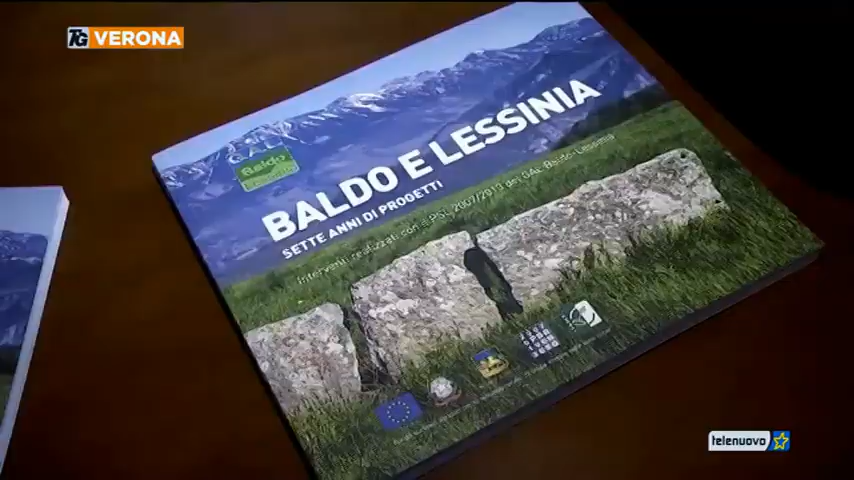 TG VERONA
Baldo
Lessinia
BALDO E LESSINIA
SETTE ANNI DI PROGETTI
Interventi realizzati con il PSL 2007/2013 del GAL Baldo-Lessinia
telenuovo